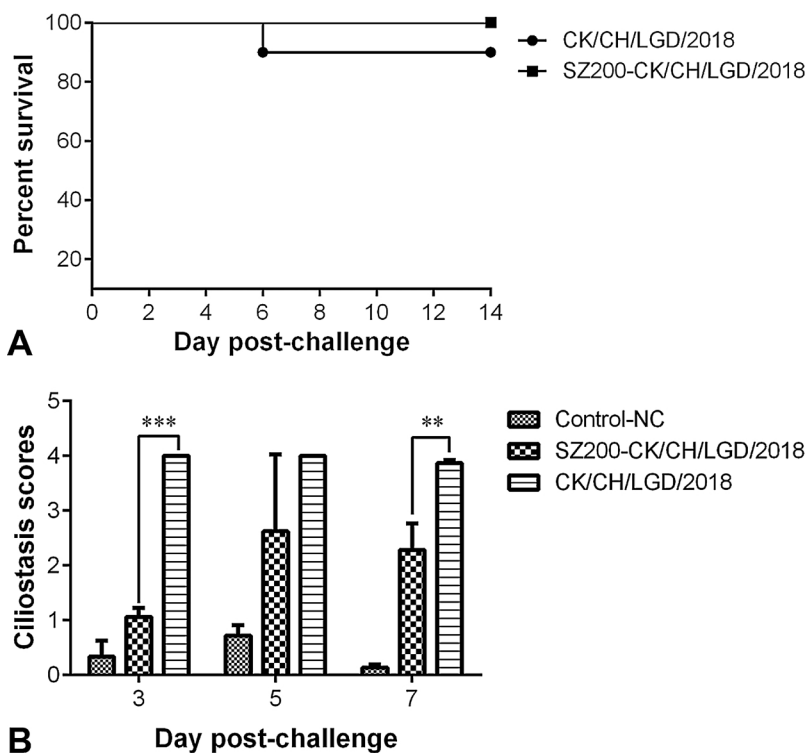 100
80
60
40
20
Percent survival
0 2 4 6 8 10 12 14
Day post-challenge
A
CK/CH/LGD/2018
SZ200-CK/CH/LGD/2018
5
4
3
2
1
0
Ciliostasis scores
***
**
3 5 7
Day post-challenge
B
Control-NC
SZ200-CK/CH/LGD/2018
CK/CH/LGD/2018